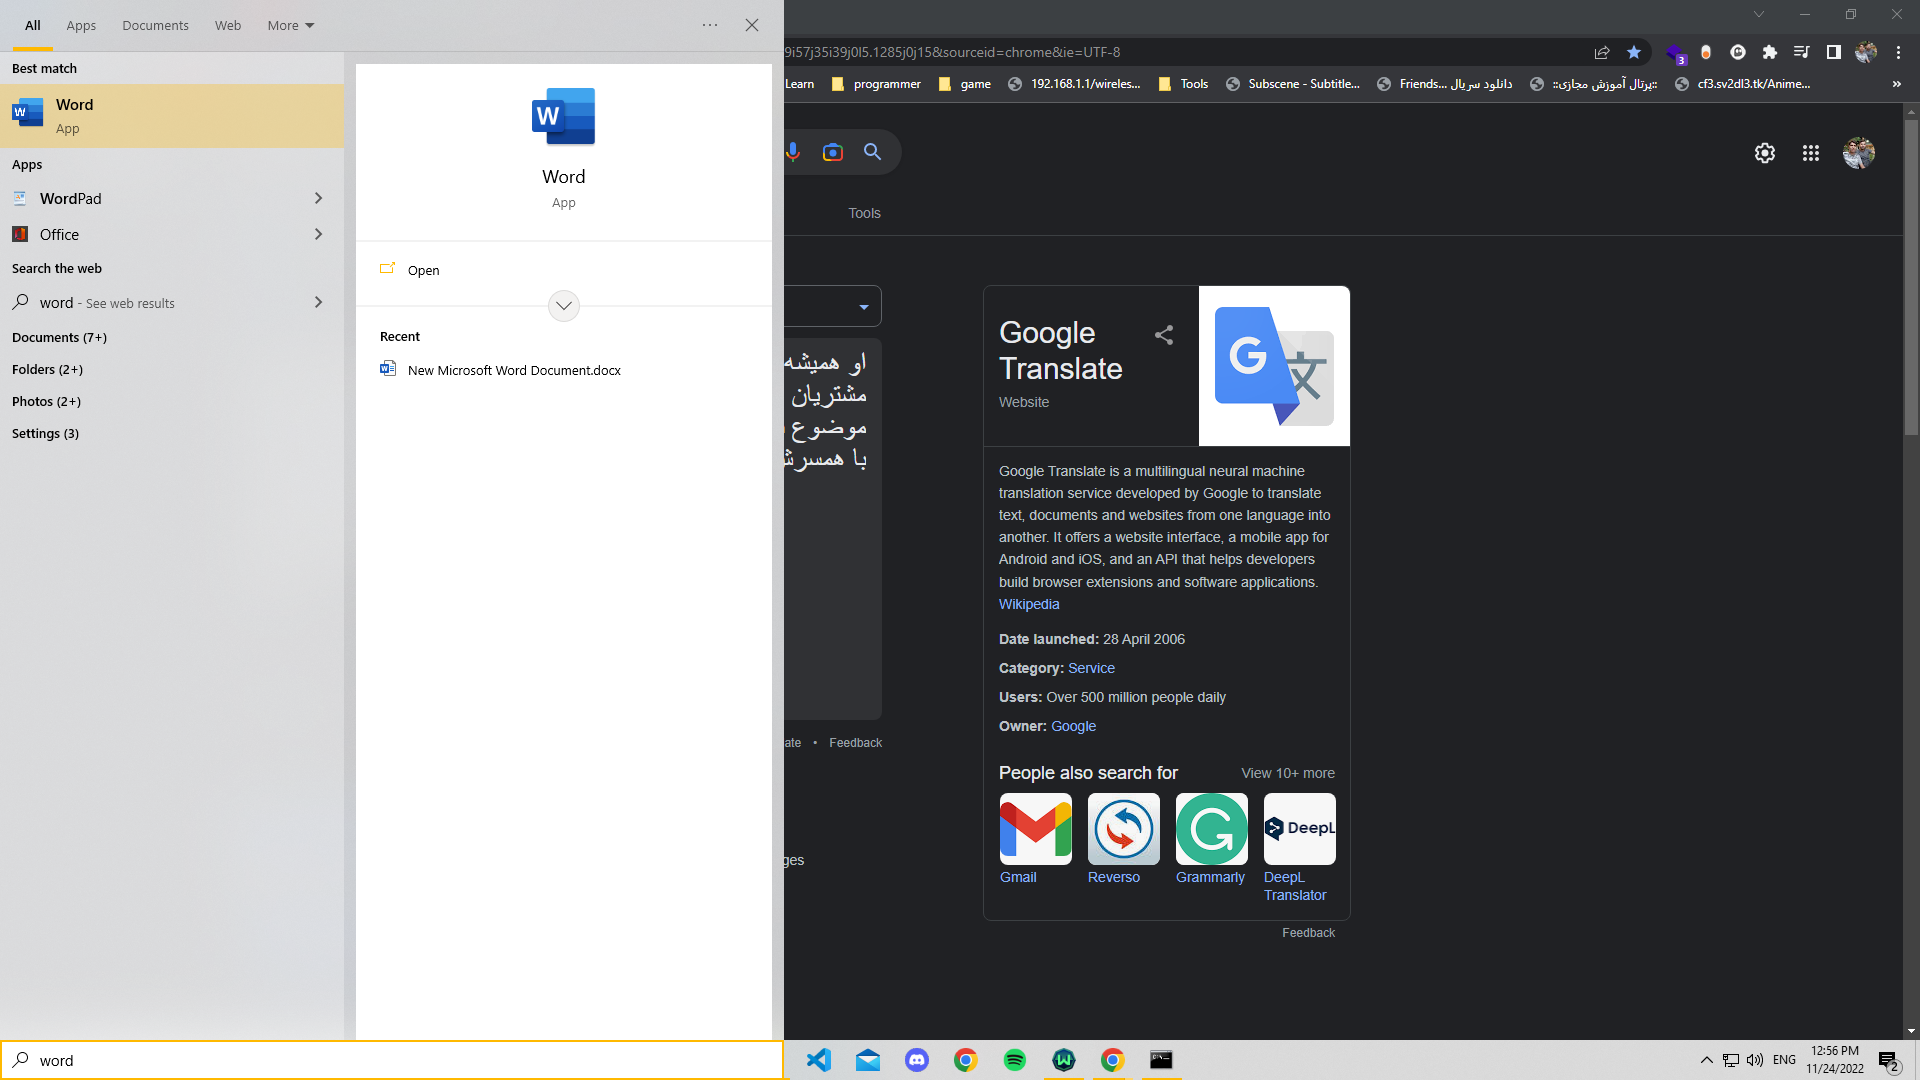 All Apps Documents Web More
Best match
Word
App
Apps
WordPad
Office
Search the web
word - See web results
Documents (7+)
Folders (2+)
Photos (2+)
Settings (3)
Word
App
Open
Recent
New Microsoft Word Document.docx
word
9i57j35i39j0l5.1285j0j15&sourceid=chrome&ie=UTF-8
3
Learn programmer game 192.168.1.1/wireles... Tools Subscene - Subtitle... Friends... دانلود سریال ::پرتال آموزش مجازی:: cf3.sv2dl3.tk/Anime... »
Tools
او همیشه
مشتریان
موضوع
با همسرش
ate • Feedback
ges
Google
Translate
Website
G
文
Google Translate is a multilingual neural machine
translation service developed by Google to translate
text, documents and websites from one language into
another. It offers a website interface, a mobile app for
Android and iOS, and an API that helps developers
build browser extensions and software applications.
Wikipedia
Date launched: 28 April 2006
Category: Service
Users: Over 500 million people daily
Owner: Google
People also search for View 10+ more
DeepL
Gmail Reverso Grammarly DeepL
Translator
Feedback
ENG
12:56 PM
11/24/2022
2